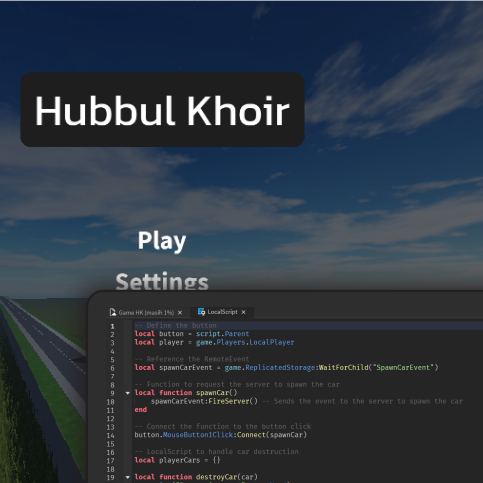 Hubbul Khoir
Play
Settings
Game HK (masih 1%) × LocalScript ×
1 -- Define the button
2 local button = script.Parent
3 local player = game.Players.LocalPlayer
4
5 -- Reference the RemoteEvent
6 local spawnCarEvent = game.ReplicatedStorage:WaitForChild("SpawnCarEvent")
7
8 -- Function to request the server to spawn the car
9 local function spawnCar()
10 spawnCarEvent:FireServer() -- Sends the event to the server to spawn the car
11 end
12
13 -- Connect the function to the button click
14 button.MouseButton1Click:Connect(spawnCar)
15
16 -- LocalScript to handle car destruction
17 local playerCars = {}
18
19 local function destroyCar(car)